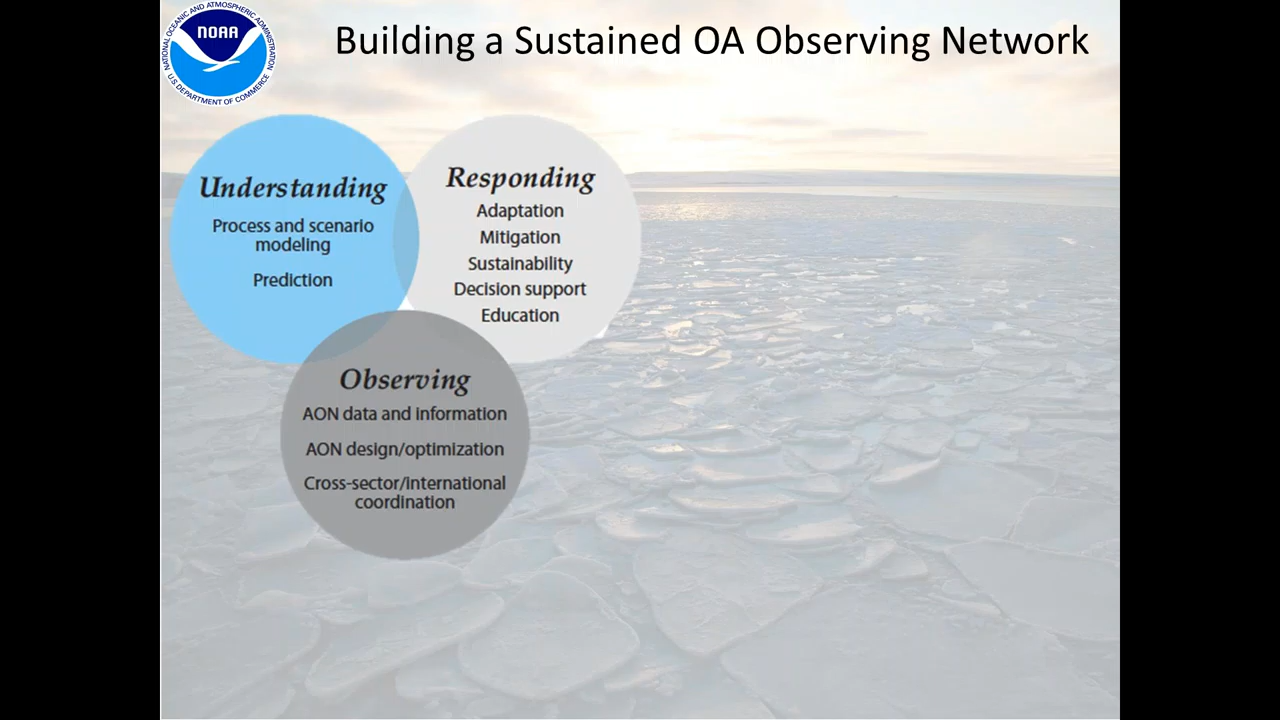 Building a Sustained OA Observing Network
NATIONAL OCEANIC AND ATMOSPHERIC ADMINISTRATION
NOAA
U.S. DEPARTMENT OF COMMERCE
Understanding
Process and scenario
modeling
Prediction
Responding
Adaptation
Mitigation
Sustainability
Decision support
Education
Observing
AON data and information
AON design/optimization
Cross-sector/international
coordination